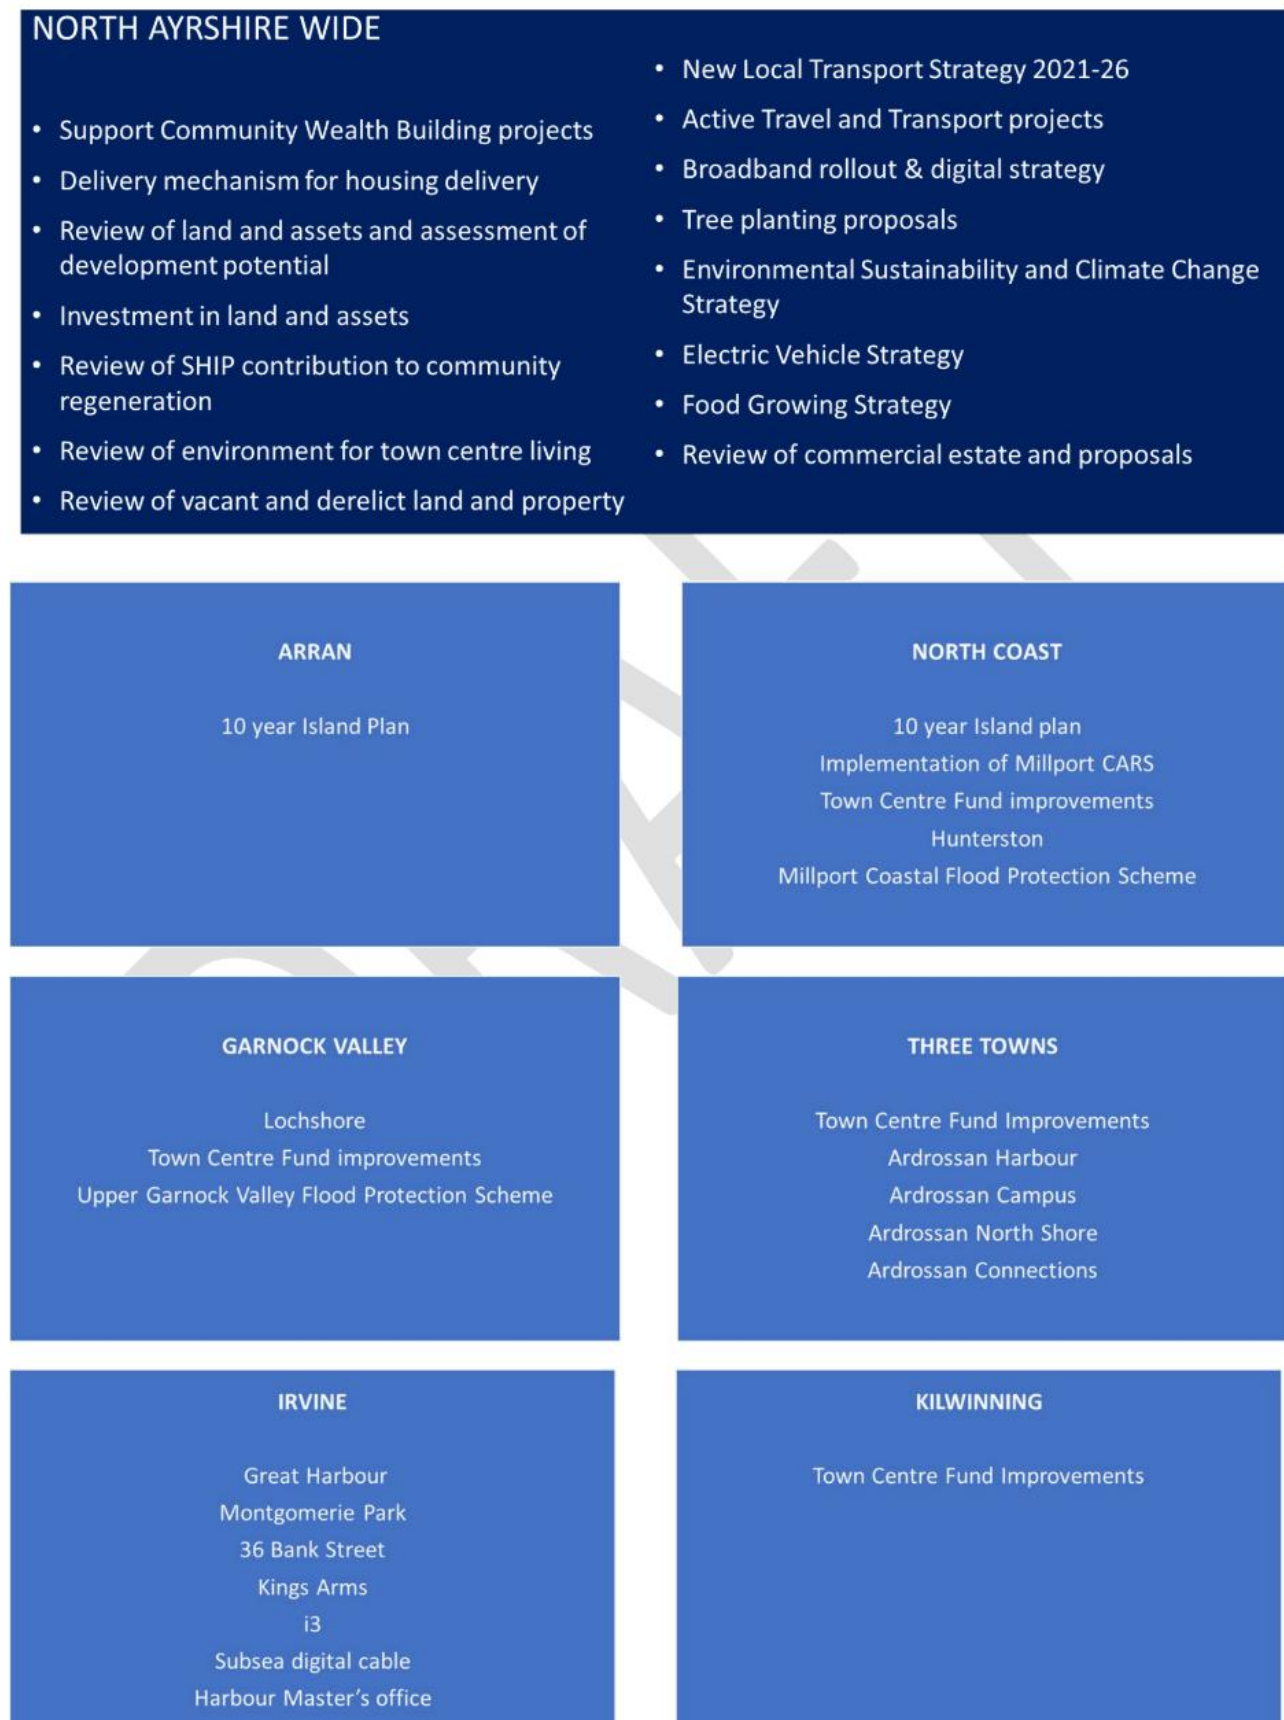 NORTH AYRSHIRE WIDE
• Support Community Wealth Building projects
• Delivery mechanism for housing delivery
• Review of land and assets and assessment of
development potential
• Investment in land and assets
• Review of SHIP contribution to community
regeneration
• Review of environment for town centre living
• Review of vacant and derelict land and property
• New Local Transport Strategy 2021-26
• Active Travel and Transport projects
• Broadband rollout & digital strategy
• Tree planting proposals
• Environmental Sustainability and Climate Change
Strategy
• Electric Vehicle Strategy
• Food Growing Strategy
• Review of commercial estate and proposals
ARRAN
10 year Island Plan
NORTH COAST
10 year Island plan
Implementation of Millport CARS
Town Centre Fund improvements
Hunterston
Millport Coastal Flood Protection Scheme
GARNOCK VALLEY
Lochshore
Town Centre Fund improvements
Upper Garnock Valley Flood Protection Scheme
THREE TOWNS
Town Centre Fund Improvements
Ardrossan Harbour
Ardrossan Campus
Ardrossan North Shore
Ardrossan Connections
IRVINE
Great Harbour
Montgomerie Park
36 Bank Street
Kings Arms
i3
Subsea digital cable
Harbour Master's office
KILWINNING
Town Centre Fund Improvements